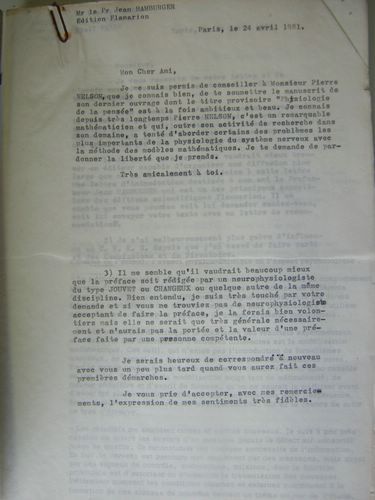 Mr le Pr Jean HAMBURGER
Edition Flamarion
Paris, le 24 avril 1981.
Mon Cher Ami,
Je me suis permis de conseiller à Monsieur Pierre
NELSON, que je connais bien, de te soumettre le manuscrit de
son dernier ouvrage dont le titre provisoire "Physiologie
de la pensée" est à la fois ambitieux et beau. Je connais
depuis très longtemps Pierre NELSON, c'est un remarquable
mathématicien et qui, outre son activité de recherche dans
son domaine, a tenté d'aborder certains des problèmes les
plus importants de la physiologie du système nerveux avec
la méthode des modèles mathématiques. Je te demande de par-
donner la liberté que je prends.
Très amicalement à toi.
3) Il me semble qu'il vaudrait beaucoup mieux
que la préface soit rédigée par un neurophysiologiste
du type JOUVET ou CHANGEUX ou quelque autre de la même
discipline. Bien entendu, je suis très touché par votre
demande et si vous ne trouviez pas de neurophysiologiste
acceptant de faire la préface, je la ferais bien volon-
tiers mais elle ne serait que très générale nécessaire-
ment et n'aurais pas la portée et la valeur d'une pré-
face faite par une personne compétente.
Je serais heureux de correspondre à nouveau
avec vous un peu plus tard quand vous aurez fait ces
premières démarches.
Je vous prie d'accepter, avec mes remercie-
ments, l'expression de mes sentiments très fidèles.